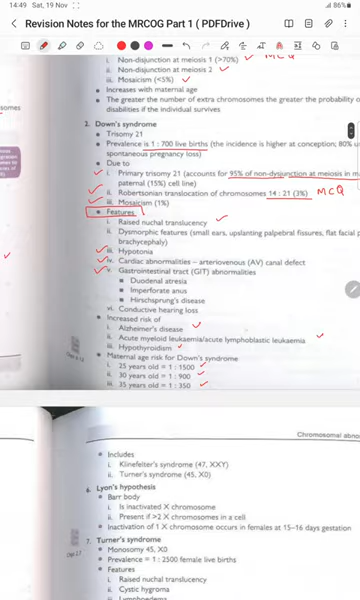 14:49 Sat, 19 Nov
86%
Revision Notes for the MRCOG Part 1 ( PDFDrive )
i. Non-disjunction at meiosis 1 (>70%) MCQ
ii. Non-disjunction at meiosis 2
iii. Mosaicism (<5%)
• Increases with maternal age
• The greater the number of extra chromosomes the greater the probability of
disabilities if the individual survives
2. Down's syndrome
• Trisomy 21
• Prevalence is 1 : 700 live births (the incidence is higher at conception; 80% u
spontaneous pregnancy loss)
• Due to
i. Primary trisomy 21 (accounts for 95% of non-dysjunction at meiosis in m
paternal (15%) cell line)
ii. Robertsonian translocation of chromosomes 14 : 21 (3%) MCQ
iii. Mosaicism (1%)
• Features
i. Raised nuchal translucency
ii. Dysmorphic features (small ears, upslanting palpebral fissures, flat facial p
brachycephaly)
iii. Hypotonia
iv. Cardiac abnormalities – arteriovenous (AV) canal defect
v. Gastrointestinal tract (GIT) abnormalities
■ Duodenal atresia
■ Imperforate anus
■ Hirschsprung's disease
vi. Conductive hearing loss
• Increased risk of
i. Alzheimer's disease
ii. Acute myeloid leukaemia/acute lymphoblastic leukaemia
iii. Hypothyroidism
• Maternal age risk for Down's syndrome
i. 25 years old = 1 : 1500
ii. 30 years old = 1 : 900
iii. 35 years old = 1 : 350
Chromosomal abno
• Includes
i. Klinefelter's syndrome (47, XXY)
ii. Turner's syndrome (45, X0)
6. Lyon's hypothesis
• Barr body
i. Is inactivated X chromosome
ii. Present if >2 X chromosomes in a cell
• Inactivation of 1 X chromosome occurs in females at 15–16 days gestation
7. Turner's syndrome
• Monosomy 45, X0
• Prevalence = 1 : 2500 female live births
• Features
i. Raised nuchal translucency
ii. Cystic hygroma
iii. Lymphoedema